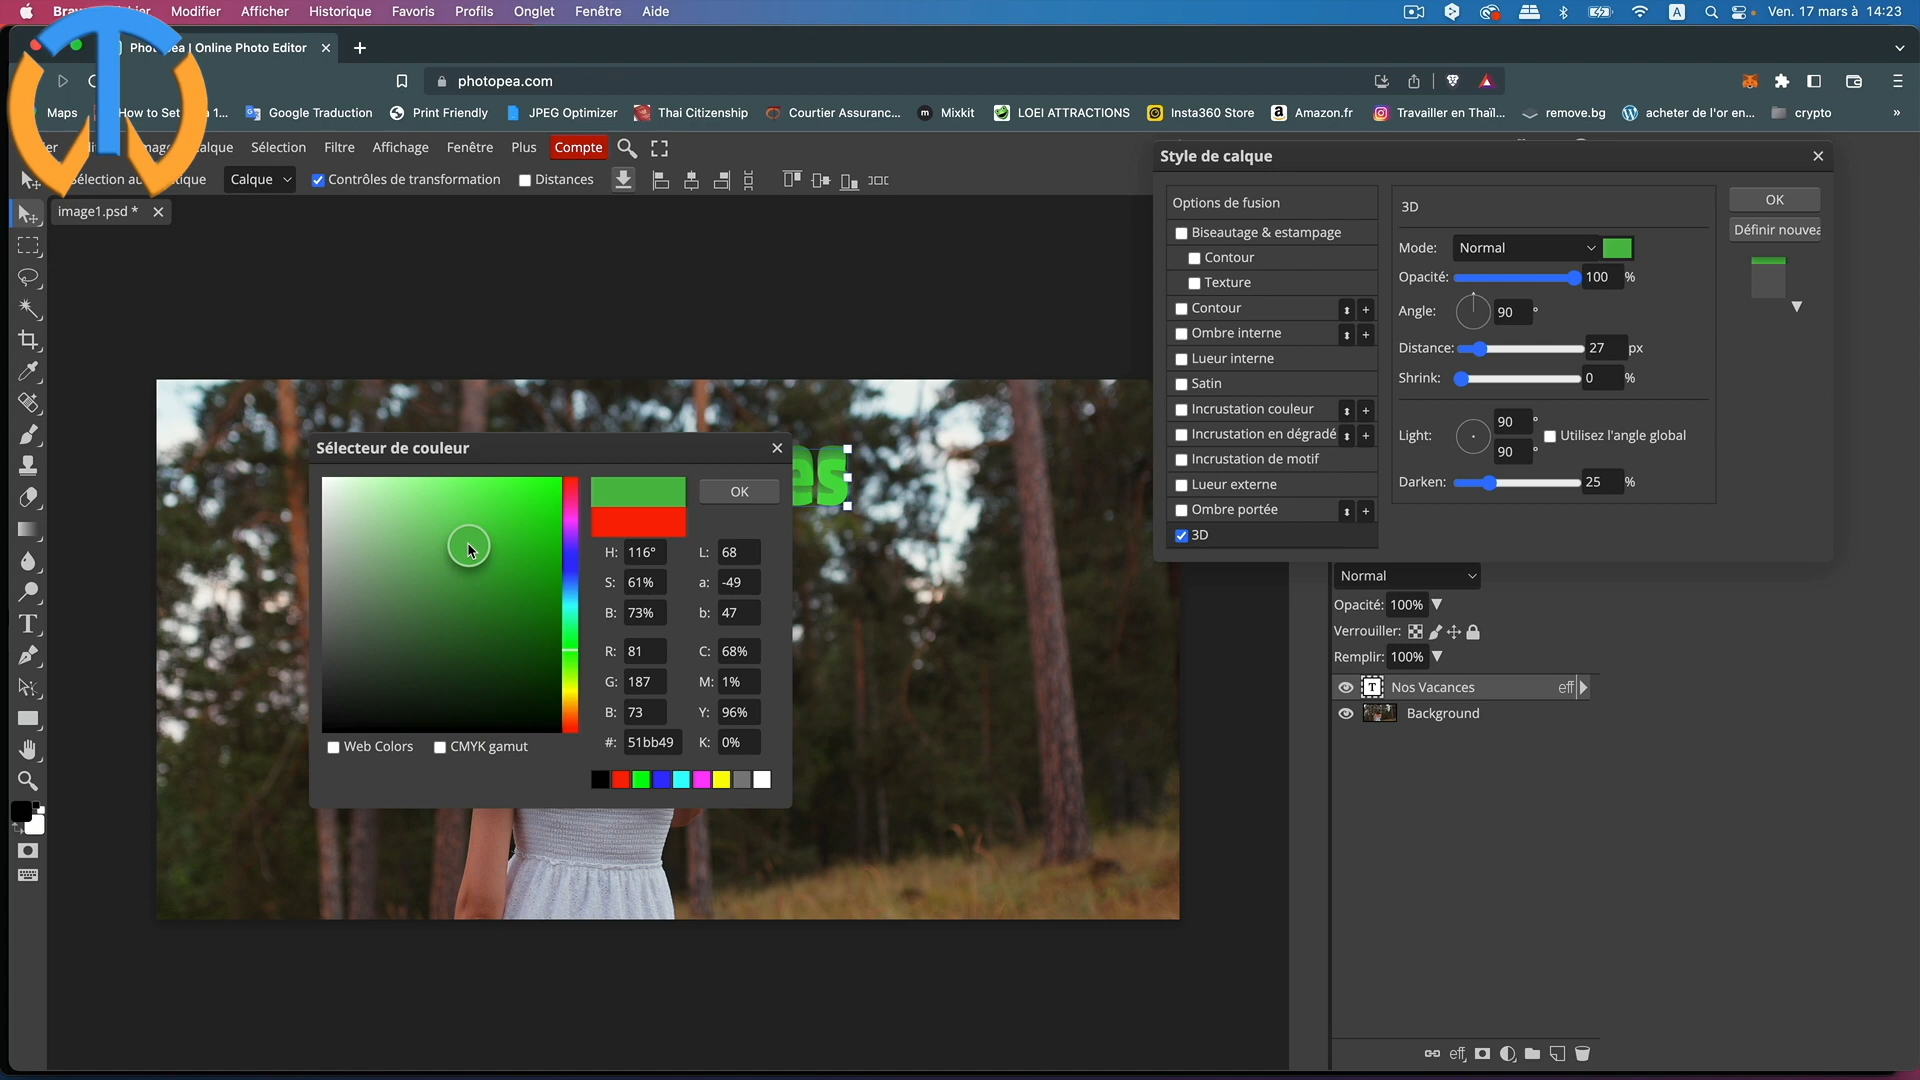 Modifier Afficher Historique Favoris Profils Onglet Fenêtre Aide A Ven. 17 mars à 14:23
Online Photo Editor
photopea.com
Maps How to Set Google Traduction Print Friendly JPEG Optimizer Thai Citizenship Courtier Assuranc... Mixkit LOEI ATTRACTIONS Insta360 Store Amazon.fr Travailler en Thaïl... remove.bg acheter de l'or en... crypto »
Sélection Filtre Affichage Fenêtre Plus Compte
Calque Contrôles de transformation Distances
image1.psd *
Style de calque
Options de fusion
Biseautage & estampage
Contour
Texture
Contour
Ombre interne
Lueur interne
Satin
Incrustation couleur
Incrustation en dégradé
Incrustation de motif
Lueur externe
Ombre portée
3D
3D
Mode: Normal
Opacité: 100 %
Angle: 90 °
Distance: 27 px
Shrink: 0 %
Light: 90 °
90 °
Utilisez l'angle global
Darken: 25 %
OK
Définir nouvea
es
Sélecteur de couleur
OK
H: 116° L: 68
S: 61% a: -49
B: 73% b: 47
R: 81 C: 68%
G: 187 M: 1%
B: 73 Y: 96%
#: 51bb49 K: 0%
Web Colors CMYK gamut
Normal
Opacité: 100%
Verrouiller:
Remplir: 100%
T Nos Vacances eff
Background
eff